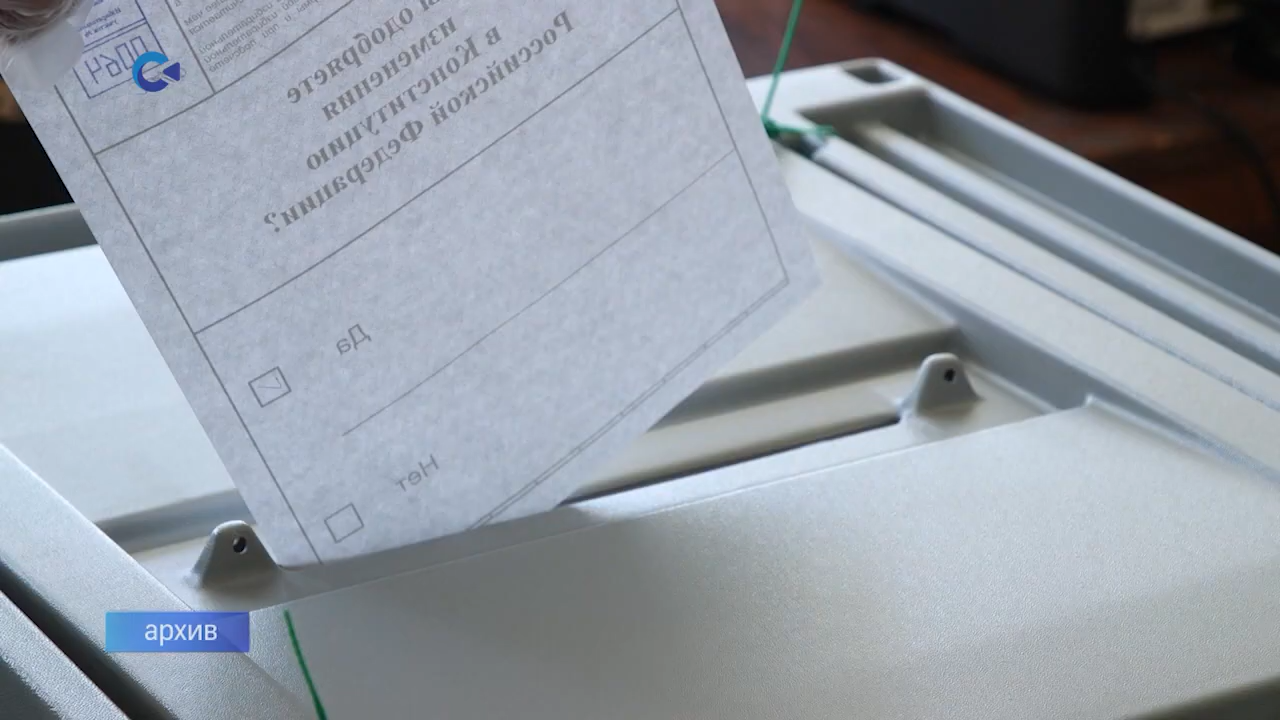 ы одобряете
изменения
в Конституцию
Российской Федерации?
Да
Нет
архив